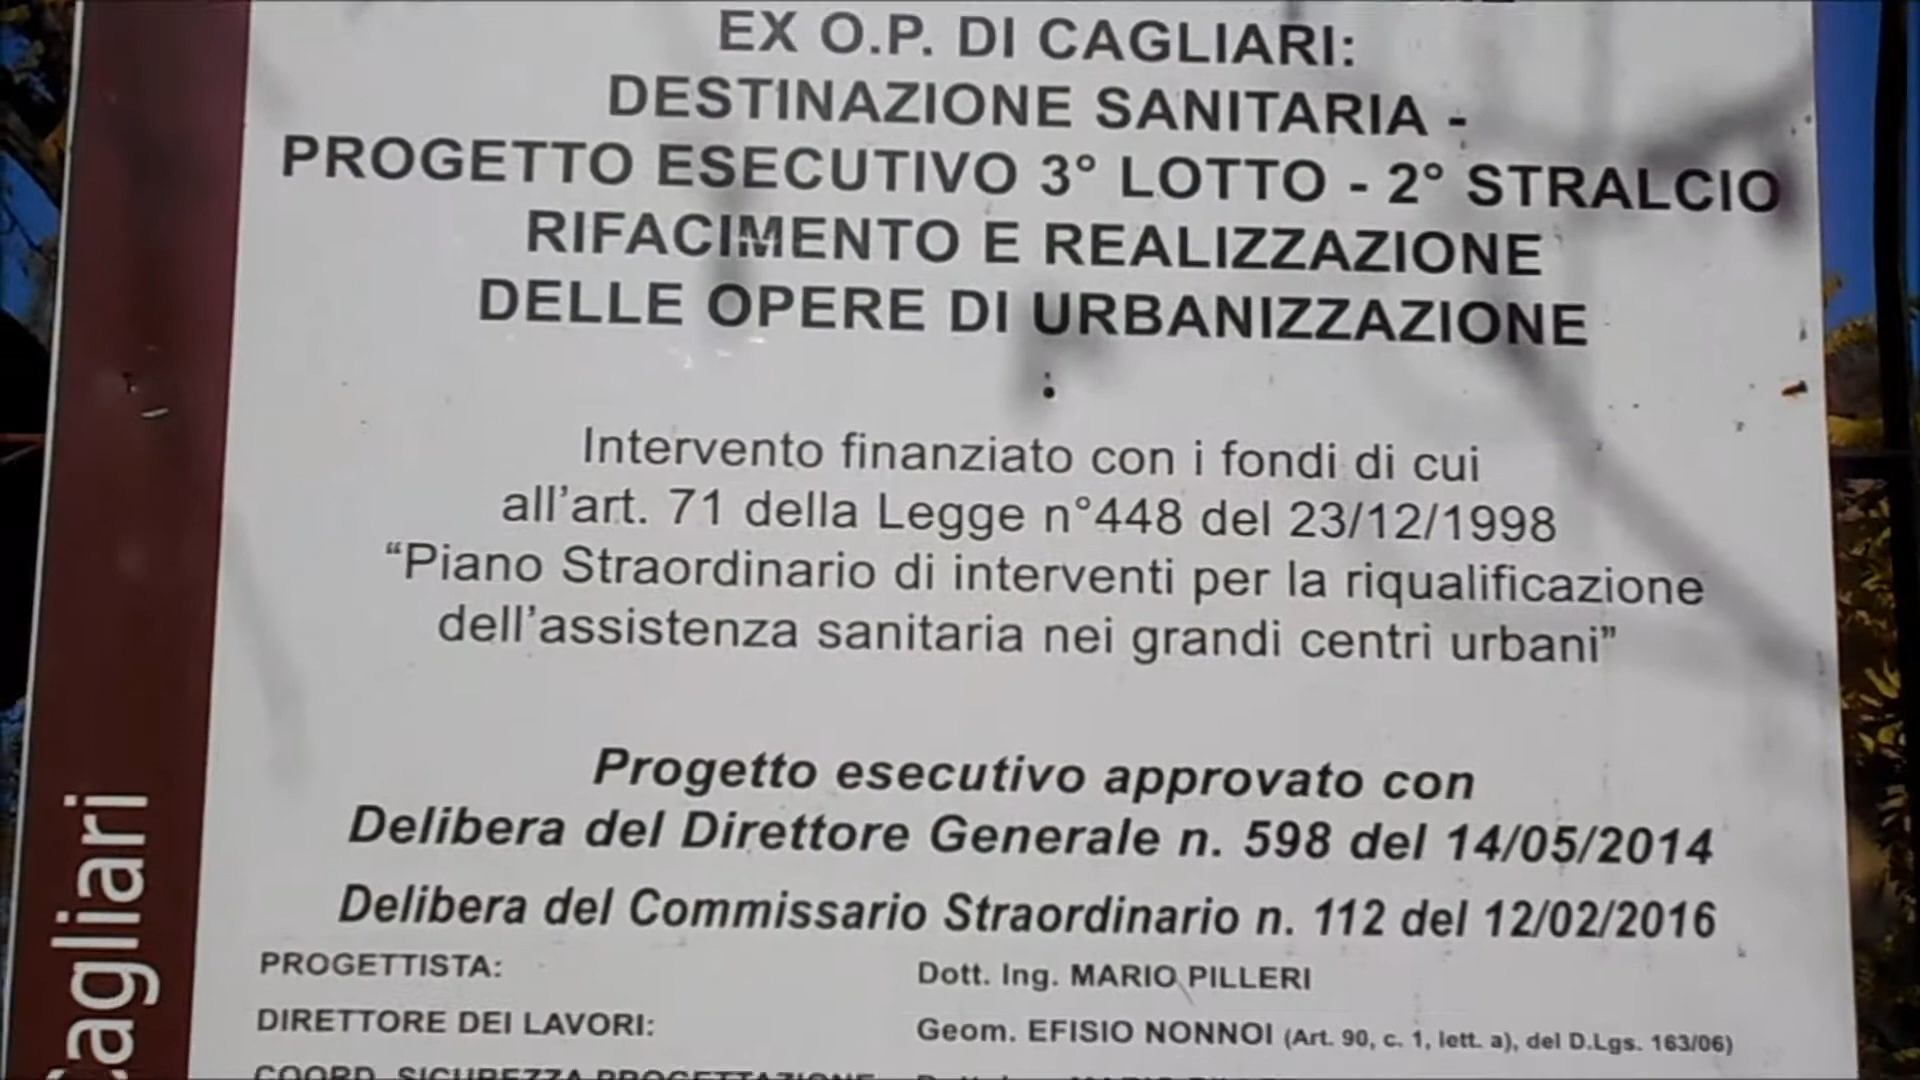 EX O.P. DI CAGLIARI:
DESTINAZIONE SANITARIA -
PROGETTO ESECUTIVO 3° LOTTO - 2° STRALCIO
RIFACIMENTO E REALIZZAZIONE
DELLE OPERE DI URBANIZZAZIONE
Intervento finanziato con i fondi di cui
all'art. 71 della Legge n°448 del 23/12/1998
“Piano Straordinario di interventi per la riqualificazione
dell'assistenza sanitaria nei grandi centri urbani”
Progetto esecutivo approvato con
Delibera del Direttore Generale n. 598 del 14/05/2014
Delibera del Commissario Straordinario n. 112 del 12/02/2016
PROGETTISTA: Dott. Ing. MARIO PILLERI
DIRETTORE DEI LAVORI: Geom. EFISIO NONNOI (Art. 90, c. 1, lett. a), del D.Lgs. 163/06)
COORD. SICUREZZA PROGETTAZIONE
Cagliari